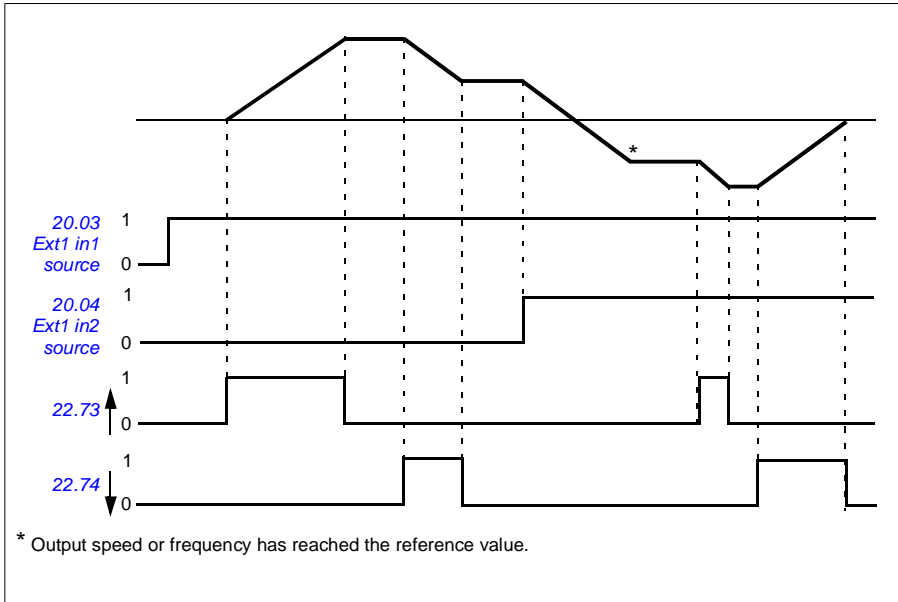 *
20.03
Ext1 in1
source
1
0
20.04
Ext1 in2
source
1
0
22.73
1
0
22.74
1
0
* Output speed or frequency has reached the reference value.